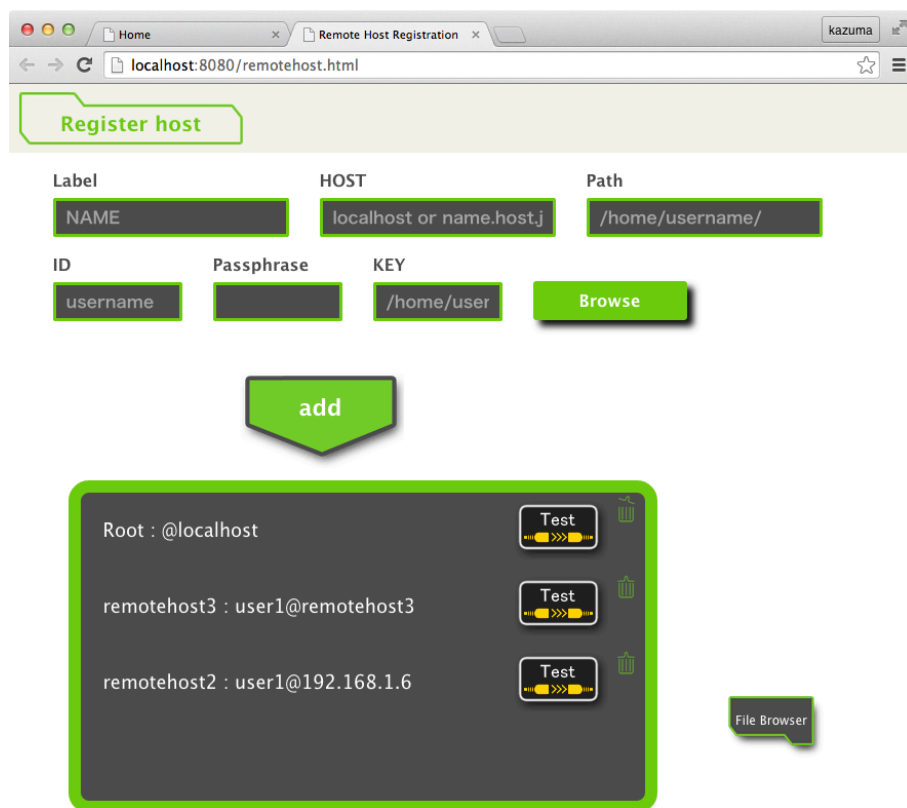 Home
Remote Host Registration
kazuma
localhost:8080/remotehost.html
Register host
Label HOST Path
NAME localhost or name.host.j /home/username/
ID Passphrase KEY
username /home/user Browse
add
Root : @localhost Test
remotehost3 : user1@remotehost3 Test
remotehost2 : user1@192.168.1.6 Test
File Browser